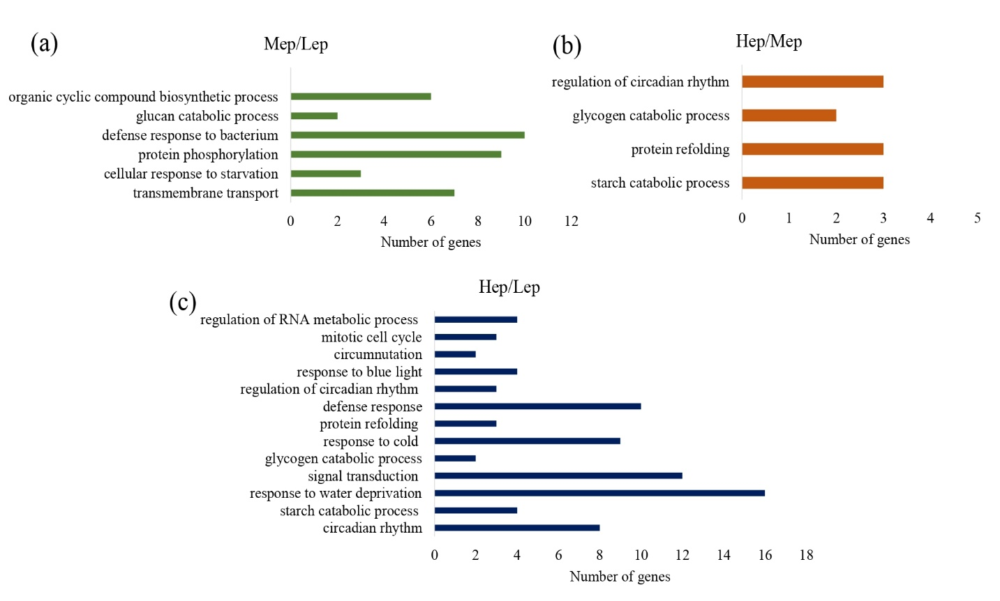 (a)
Mep/Lep
organic cyclic compound biosynthetic process
glucan catabolic process
defense response to bacterium
protein phosphorylation
cellular response to starvation
transmembrane transport
0 2 4 6 8 10 12
Number of genes
(b)
Hep/Mep
regulation of circadian rhythm
glycogen catabolic process
protein refolding
starch catabolic process
0 1 2 3 4 5
Number of genes
(c)
Hep/Lep
regulation of RNA metabolic process
mitotic cell cycle
circumnutation
response to blue light
regulation of circadian rhythm
defense response
protein refolding
response to cold
glycogen catabolic process
signal transduction
response to water deprivation
starch catabolic process
circadian rhythm
0 2 4 6 8 10 12 14 16 18
Number of genes